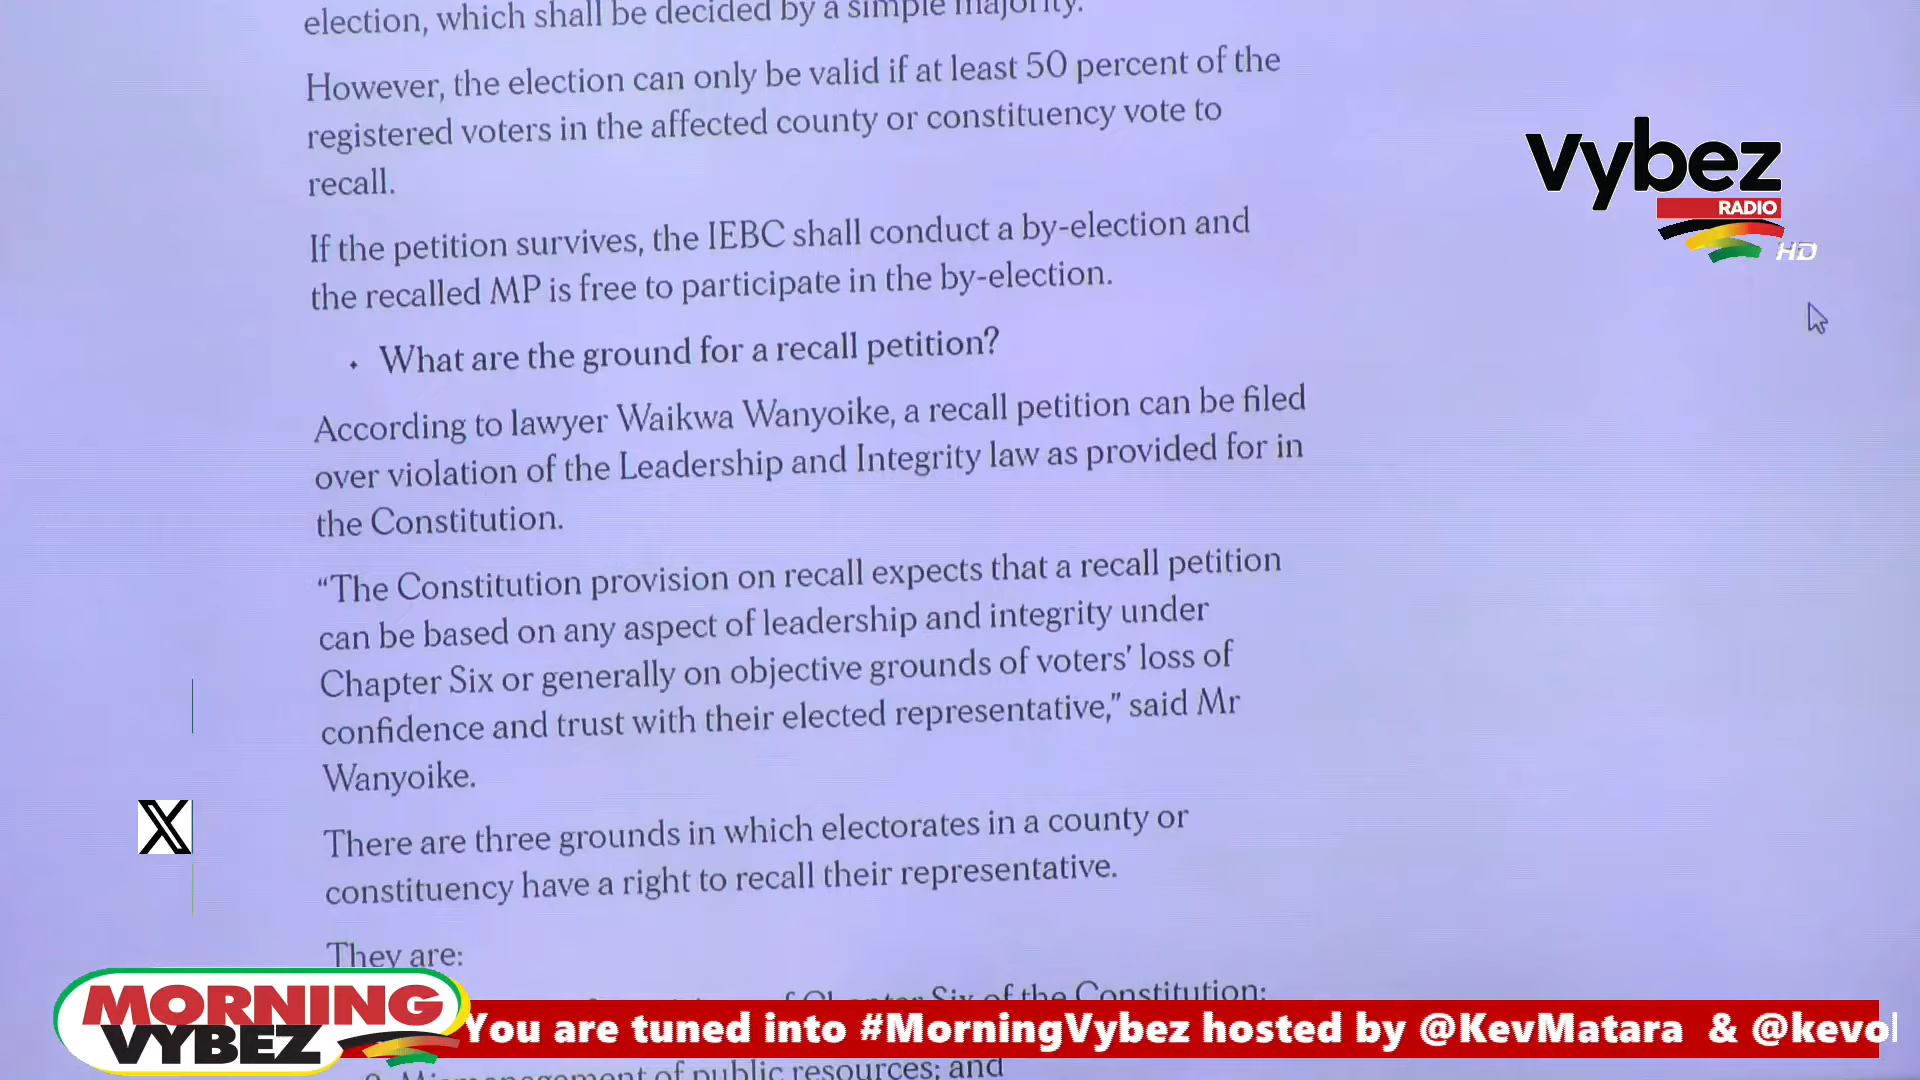 election, which shall be decided by a simple majority.
However, the election can only be valid if at least 50 percent of the
registered voters in the affected county or constituency vote to
recall.
If the petition survives, the IEBC shall conduct a by-election and
the recalled MP is free to participate in the by-election.
• What are the ground for a recall petition?
According to lawyer Waikwa Wanyoike, a recall petition can be filed
over violation of the Leadership and Integrity law as provided for in
the Constitution.
“The Constitution provision on recall expects that a recall petition
can be based on any aspect of leadership and integrity under
Chapter Six or generally on objective grounds of voters’ loss of
confidence and trust with their elected representative,” said Mr
Wanyoike.
There are three grounds in which electorates in a county or
constituency have a right to recall their representative.
They are:
of Chapter Six of the Constitution;
Mismanagement of public resources; and
Vybez
RADIO
HD
X
MORNING
VYBEZ
You are tuned into #MorningVybez hosted by @KevMatara & @kevo